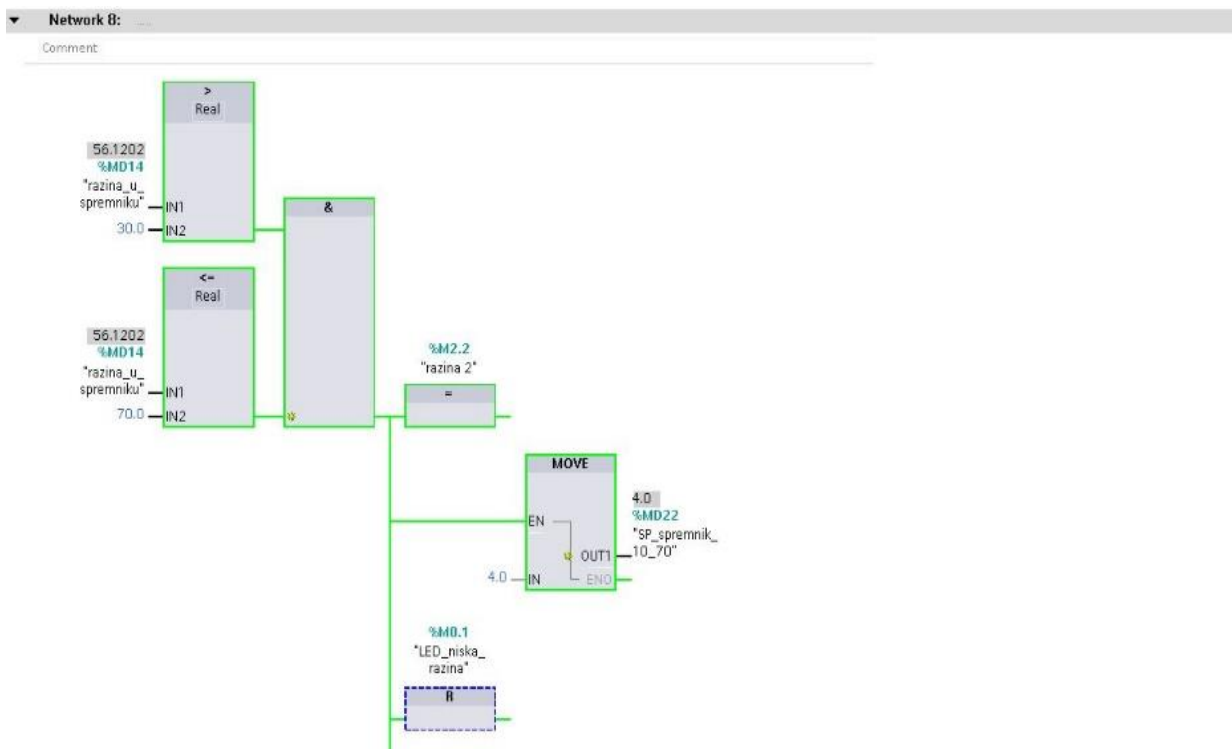 Network 8: ....
Comment
>
Real
56.1202
%MD14
"razina_u_
spremniku"
IN1
30.0
IN2
&
<=
Real
56.1202
%MD14
"razina_u_
spremniku"
IN1
70.0
IN2
%M2.2
"razina 2"
=
MOVE
EN
4.0
%MD22
"SP_spremnik_
10_70"
OUT1
4.0
IN
ENO
%M0.1
"LED_niska_
razina"
R